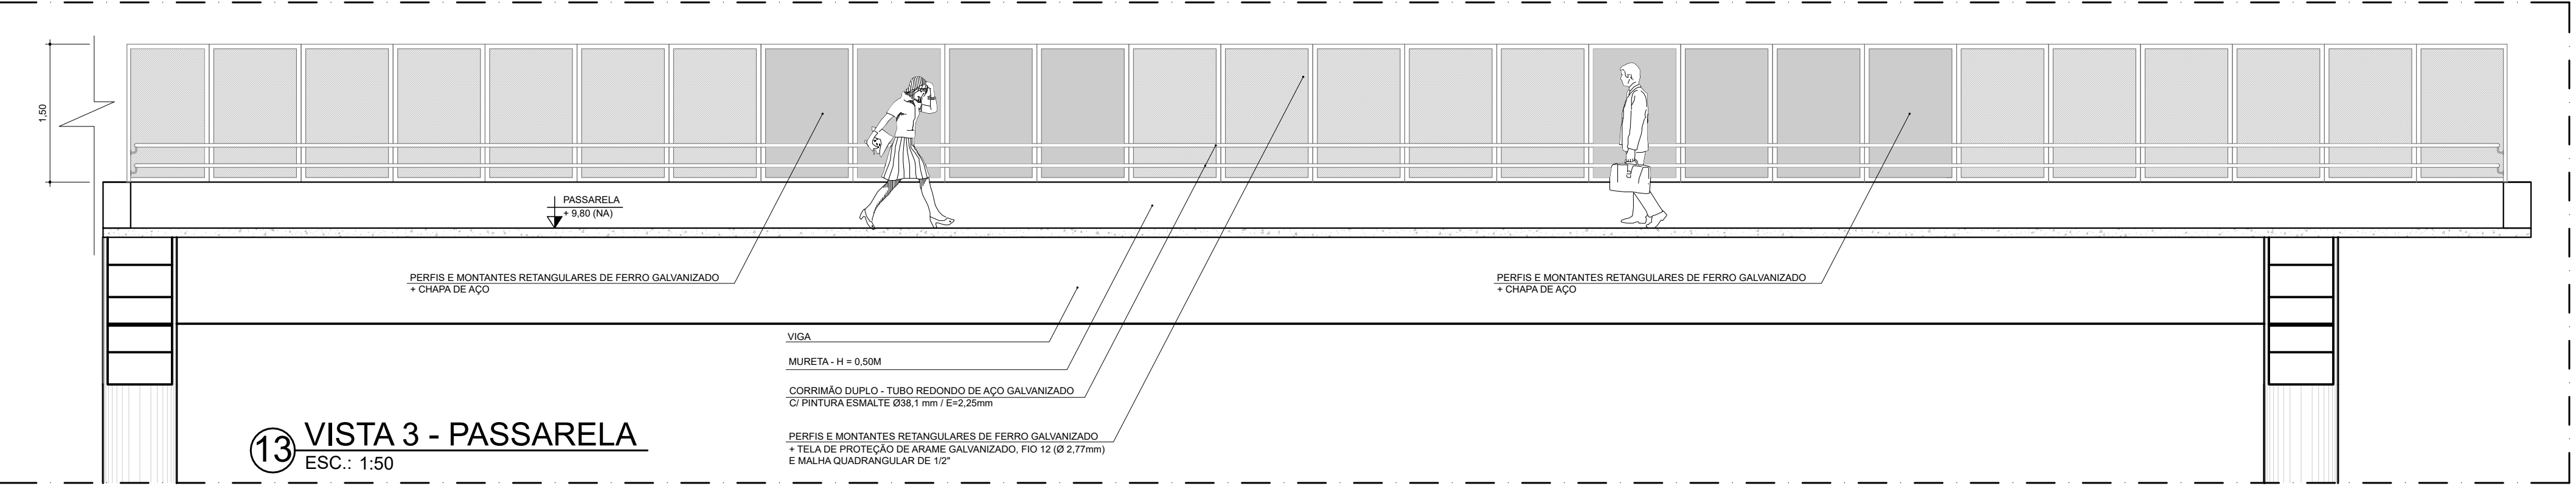 1,50
PASSARELA
+ 9,80 (NA)
PERFIS E MONTANTES RETANGULARES DE FERRO GALVANIZADO
+ CHAPA DE AÇO
PERFIS E MONTANTES RETANGULARES DE FERRO GALVANIZADO
+ CHAPA DE AÇO
VIGA
MURETA - H = 0,50M
CORRIMÃO DUPLO - TUBO REDONDO DE AÇO GALVANIZADO
C/ PINTURA ESMALTE Ø38,1 mm / E=2,25mm
PERFIS E MONTANTES RETANGULARES DE FERRO GALVANIZADO
+ TELA DE PROTEÇÃO DE ARAME GALVANIZADO, FIO 12 (Ø 2,77mm)
E MALHA QUADRANGULAR DE 1/2"
13 VISTA 3 - PASSARELA
ESC.: 1:50